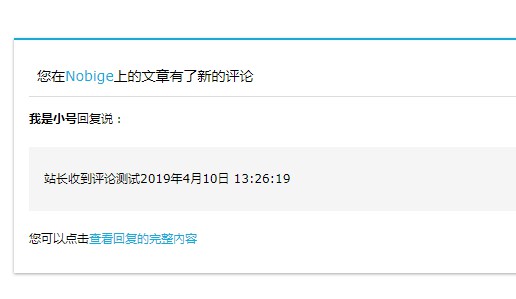 您在Nobige上的文章有了新的评论
我是小号回复说：
站长收到评论测试2019年4月10日 13:26:19
您可以点击查看回复的完整内容